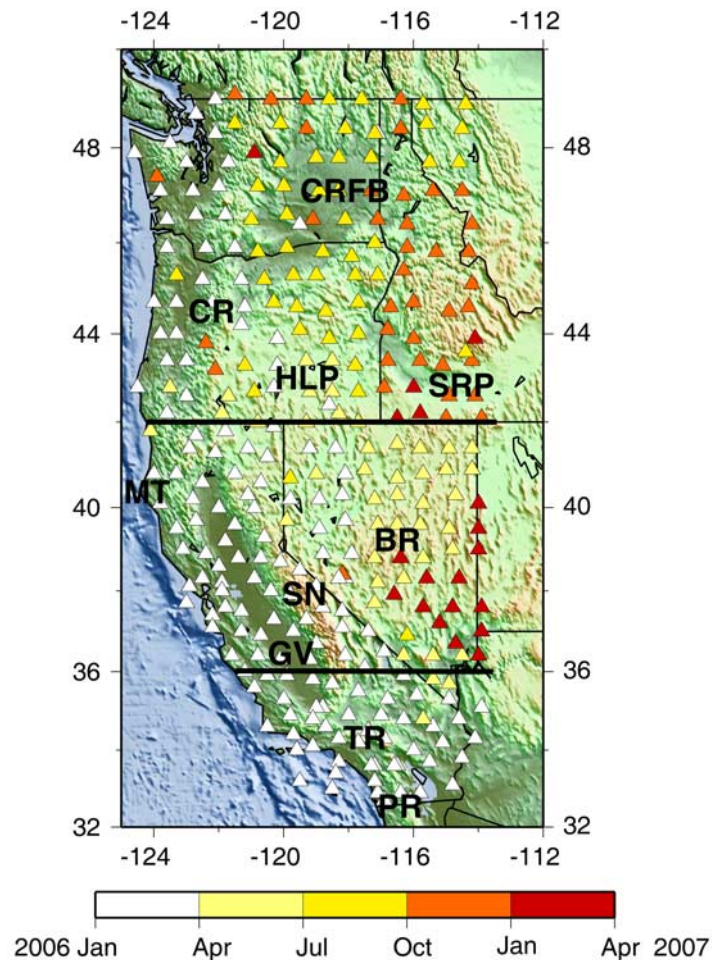 -124 -120 -116 -112
48 48
CRFB
CR
44 44
HLP SRP
MT 40 40
BR
SN
GV
36 36
TR
PR
32 32
-124 -120 -116 -112
2006 Jan Apr Jul Oct Jan Apr 2007